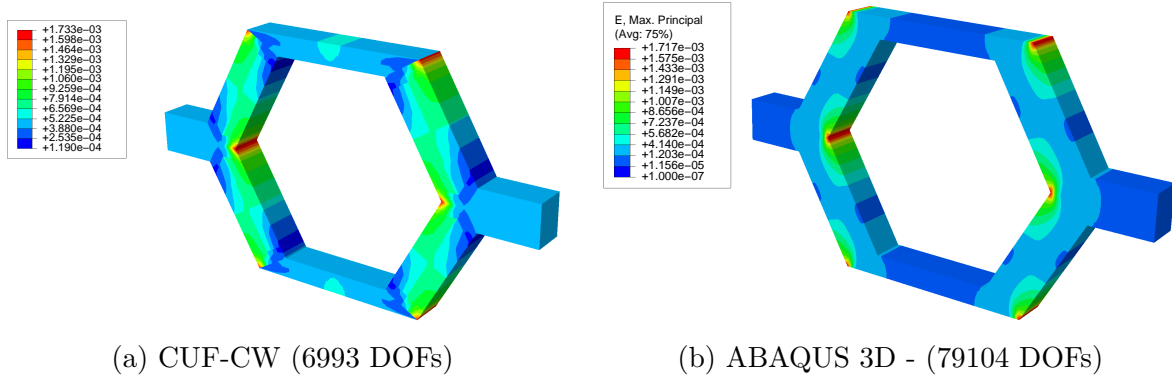 +1.733e−03
+1.598e−03
+1.464e−03
+1.329e−03
+1.195e−03
+1.060e−03
+9.259e−04
+7.914e−04
+6.569e−04
+5.225e−04
+3.880e−04
+2.535e−04
+1.190e−04
E, Max. Principal
(Avg: 75%)
+1.717e−03
+1.575e−03
+1.433e−03
+1.291e−03
+1.149e−03
+1.007e−03
+8.656e−04
+7.237e−04
+5.682e−04
+4.140e−04
+1.203e−04
+1.156e−05
+1.000e−07
(a) CUF-CW (6993 DOFs)
(b) ABAQUS 3D - (79104 DOFs)